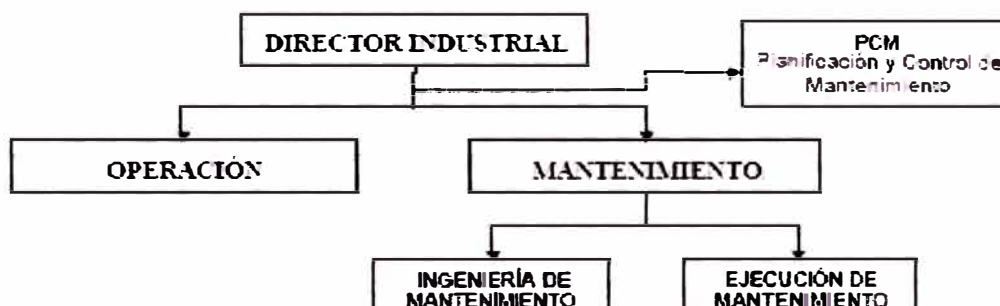 DIRECTOR INDUSTRIAL
PCM
Planificación y Control de
Mantenimiento
OPERACIÓN
MANTENIMIENTO
INGENIERÍA DE
MANTENIMIENTO
EJECUCIÓN DE
MANTENIMIENTO